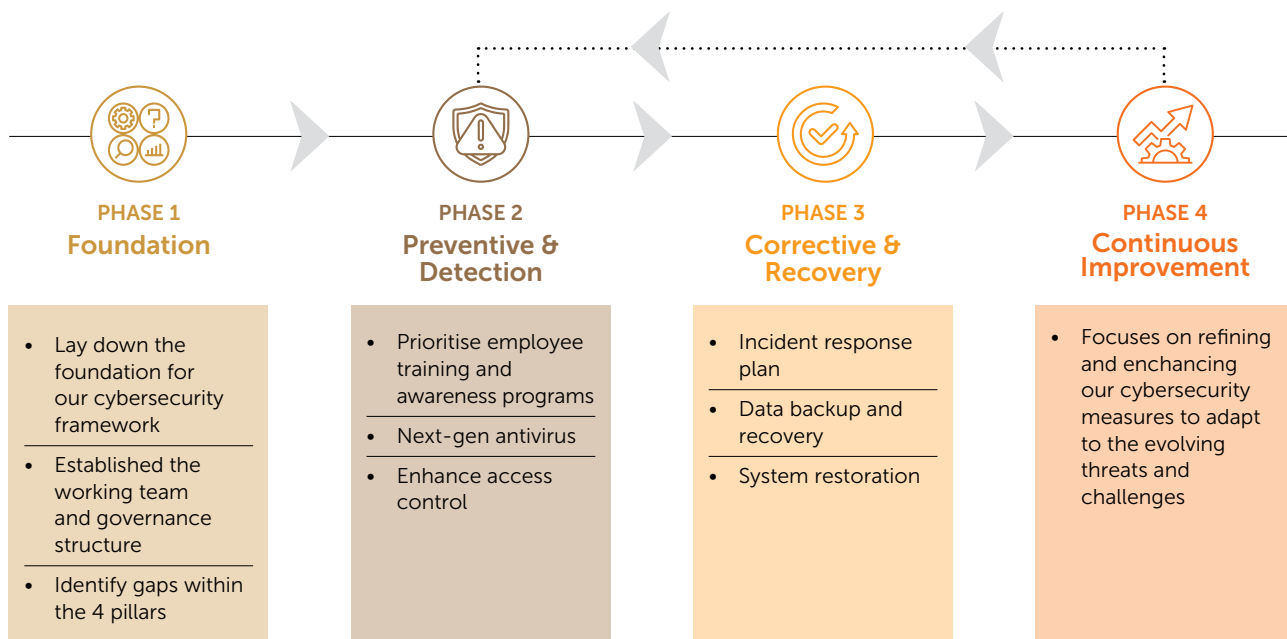 PHASE 1
Foundation
• Lay down the
foundation for
our cybersecurity
framework
• Established the
working team
and governance
structure
• Identify gaps within
the 4 pillars
PHASE 2
Preventive &
Detection
• Prioritise employee
training and
awareness programs
• Next-gen antivirus
• Enhance access
control
PHASE 3
Corrective &
Recovery
• Incident response
plan
• Data backup and
recovery
• System restoration
PHASE 4
Continuous
Improvement
• Focuses on refining
and enchancing
our cybersecurity
measures to adapt
to the evolving
threats and
challenges